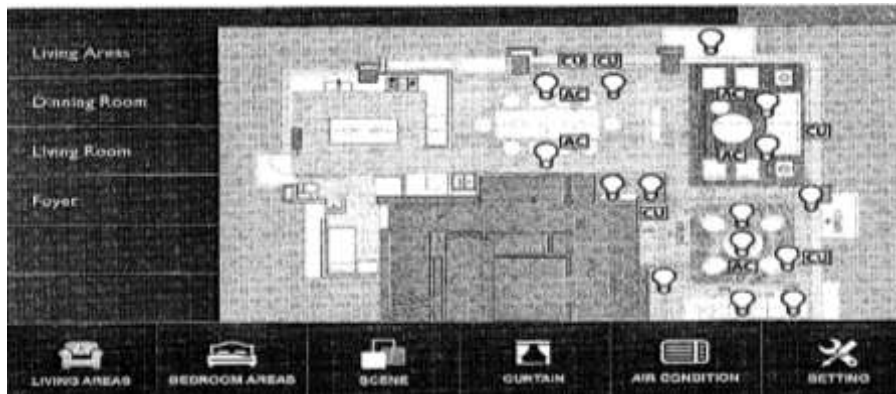 Living Areas
Dinning Room
Living Room
Foyer
CU CU
AC
AC
AC
CU
AC
CU
AC
CU
LIVING AREAS
BEDROOM AREAS
SCENE
CURTAIN
AIR CONDITION
SETTING